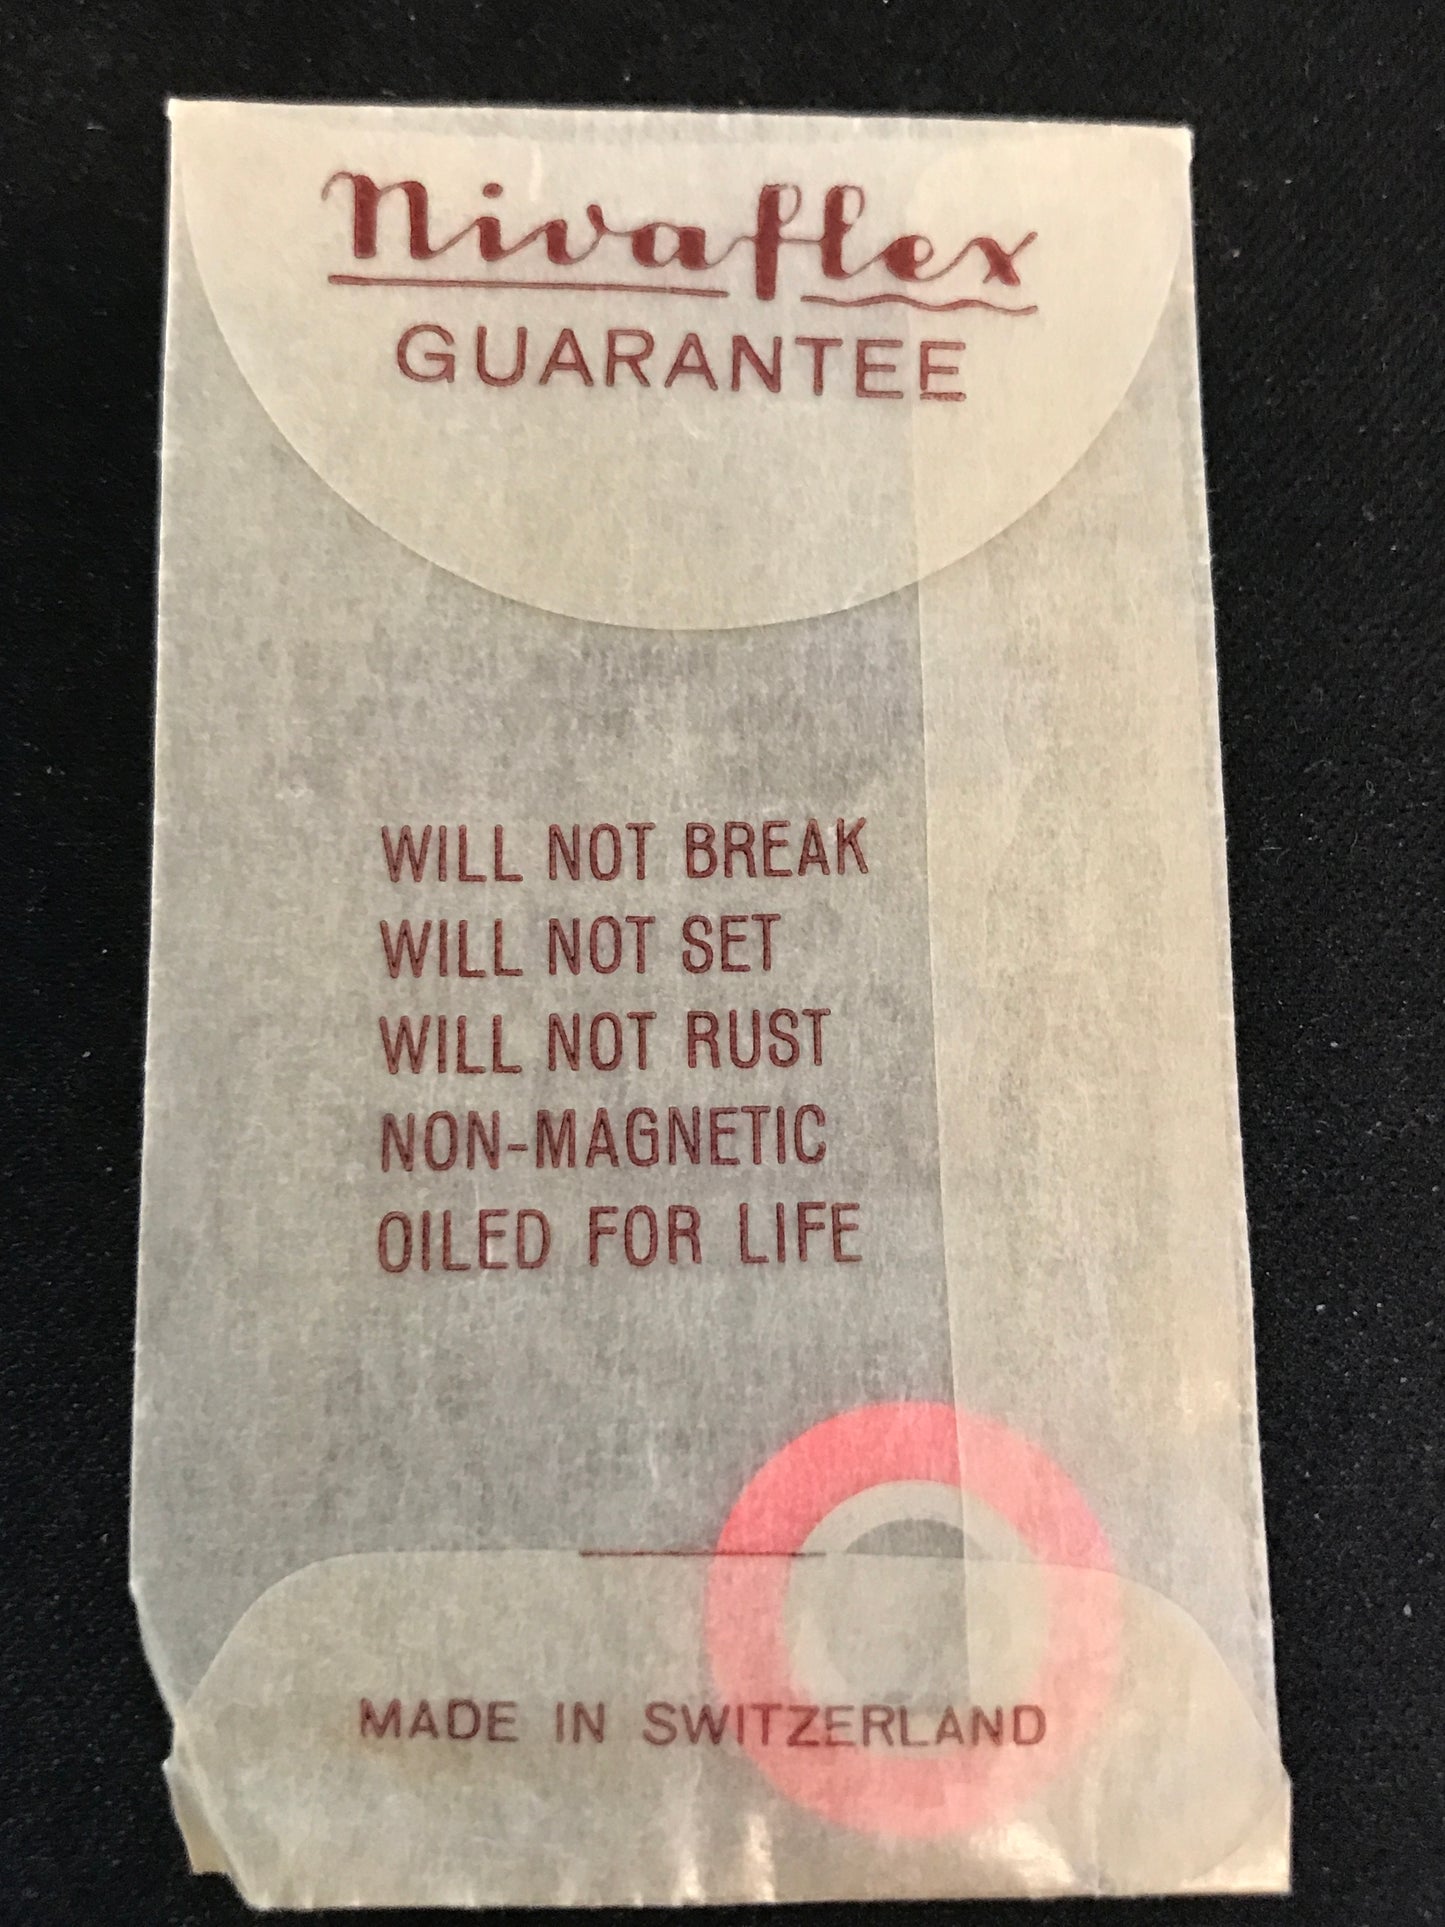 Nivaflex
GUARANTEE
WILL NOT BREAK
WILL NOT SET
WILL NOT RUST
NON-MAGNETIC
OILED FOR LIFE
MADE IN SWITZERLAND